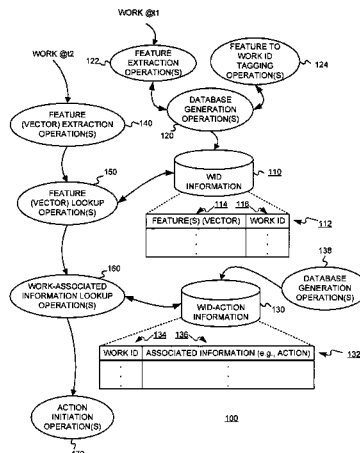 WORK @t1
WORK @t2
122
FEATURE
EXTRACTION
OPERATION(S)
FEATURE TO
WORK ID
TAGGING
OPERATION(S)
124
FEATURE
(VECTOR) EXTRACTION
OPERATION(S)
140
DATABASE
GENERATION
OPERATION(S)
120
150
FEATURE
(VECTOR) LOOKUP
OPERATION(S)
WID
INFORMATION
110
114
116
FEATURE(S) (VECTOR)
WORK ID
112
160
WORK-ASSOCIATED
INFORMATION LOOKUP
OPERATION(S)
138
DATABASE
GENERATION
OPERATION(S)
WID-ACTION
INFORMATION
130
134
136
WORK ID
ASSOCIATED INFORMATION (e.g., ACTION)
132
ACTION
INITIATION
OPERATION(S)
100